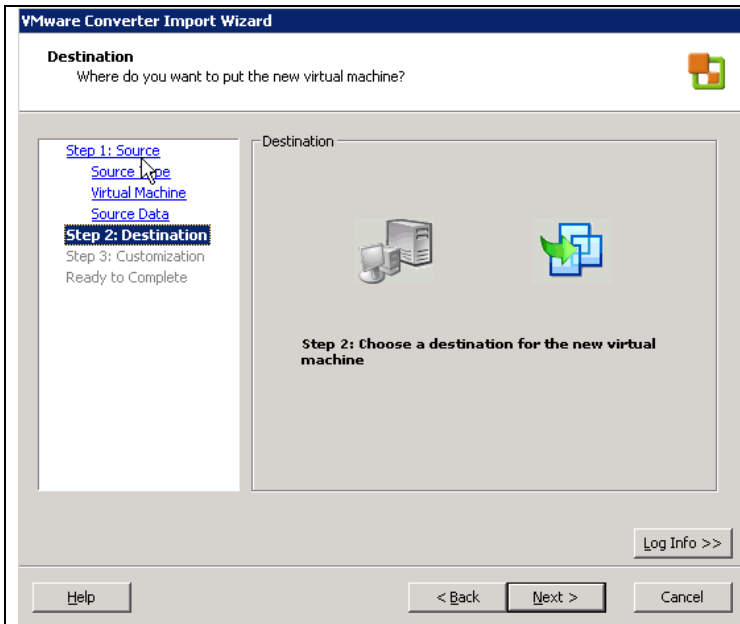 VMware Converter Import Wizard
Destination
Where do you want to put the new virtual machine?
Step 1: Source
Source Type
Virtual Machine
Source Data
Step 2: Destination
Step 3: Customization
Ready to Complete
Destination
Step 2: Choose a destination for the new virtual
machine
Log Info >>
Help
< Back
Next >
Cancel